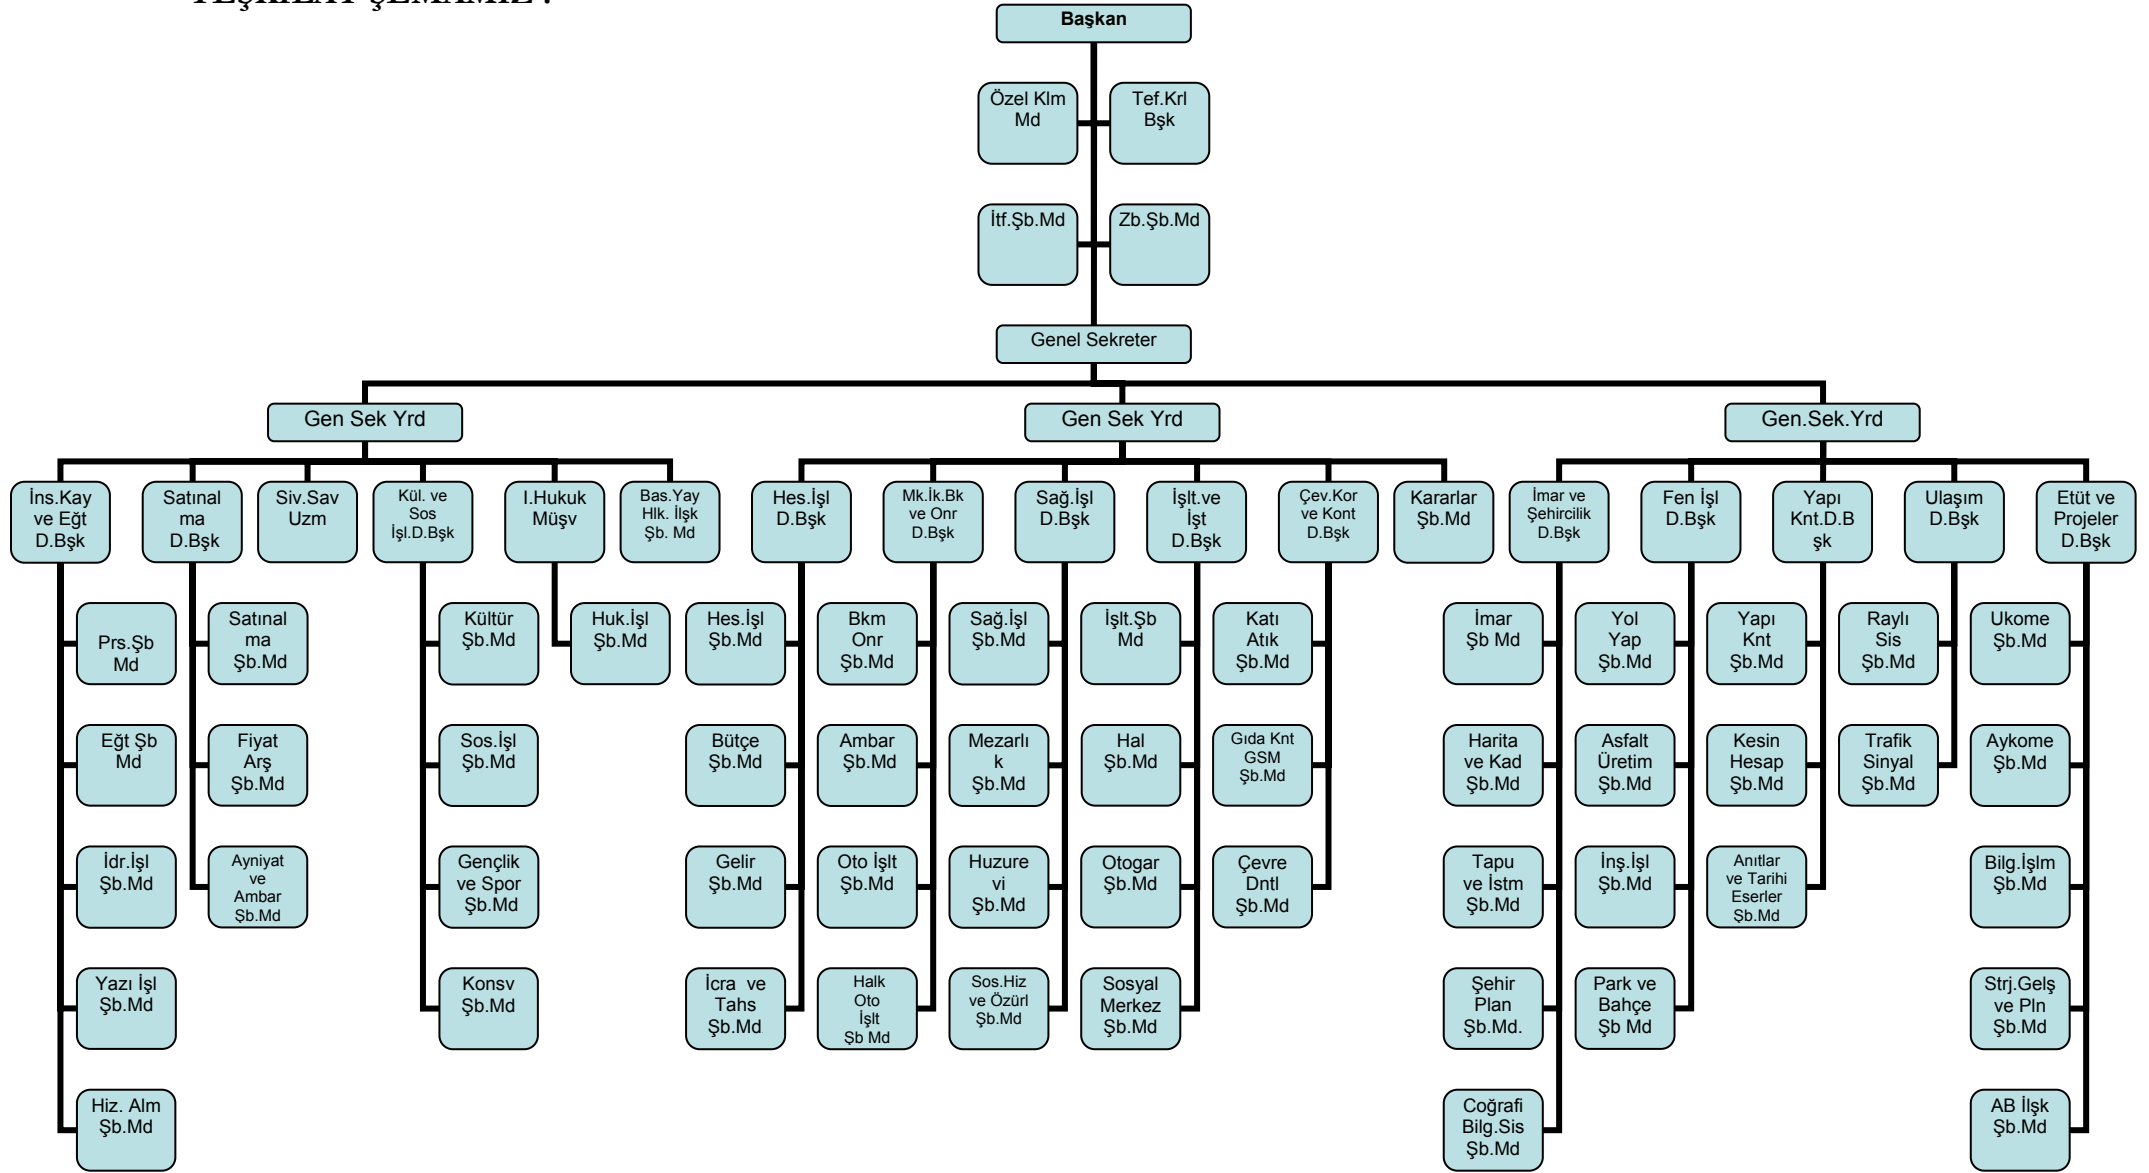 TEŞKİLAT ŞEMAMIZ :
Başkan
Özel Klm
Md
Tef.Krl
Bşk
İtf.Şb.Md
Zb.Şb.Md
Genel Sekreter
Gen Sek Yrd
Gen Sek Yrd
Gen.Sek.Yrd
İns.Kay
ve Eğt
D.Bşk
Satınal
ma
D.Bşk
Siv.Sav
Uzm
Kül. ve
Sos
İşl.D.Bşk
I.Hukuk
Müşv
Bas.Yay
Hlk. İlşk
Şb. Md
Hes.İşl
D.Bşk
Mk.İk.Bk
ve Onr
D.Bşk
Sağ.İşl
D.Bşk
İşlt.ve
İşt
D.Bşk
Çev.Kor
ve Kont
D.Bşk
Kararlar
Şb.Md
İmar ve
Şehircilik
D.Bşk
Fen İşl
D.Bşk
Yapı
Knt.D.B
şk
Ulaşım
D.Bşk
Etüt ve
Projeler
D.Bşk
Prs.Şb
Md
Satınal
ma
Şb.Md
Kültür
Şb.Md
Huk.İşl
Şb.Md
Hes.İşl
Şb.Md
Bkm
Onr
Şb.Md
Sağ.İşl
Şb.Md
İşlt.Şb
Md
Katı
Atık
Şb.Md
İmar
Şb Md
Yol
Yap
Şb.Md
Yapı
Knt
Şb.Md
Raylı
Sis
Şb.Md
Ukome
Şb.Md
Eğt Şb
Md
Fiyat
Arş
Şb.Md
Sos.İşl
Şb.Md
Bütçe
Şb.Md
Ambar
Şb.Md
Mezarlı
k
Şb.Md
Hal
Şb.Md
Gıda Knt
GSM
Şb.Md
Harita
ve Kad
Şb.Md
Asfalt
Üretim
Şb.Md
Kesin
Hesap
Şb.Md
Trafik
Sinyal
Şb.Md
Aykome
Şb.Md
İdr.İşl
Şb.Md
Ayniyat
ve
Ambar
Şb.Md
Gençlik
ve Spor
Şb.Md
Gelir
Şb.Md
Oto İşlt
Şb.Md
Huzure
vi
Şb.Md
Otogar
Şb.Md
Çevre
Dntl
Şb.Md
Tapu
ve İstm
Şb.Md
İnş.İşl
Şb.Md
Anıtlar
ve Tarihi
Eserler
Şb.Md
Bilg.İşlm
Şb.Md
Yazı İşl
Şb.Md
Konsv
Şb.Md
İcra ve
Tahs
Şb.Md
Halk
Oto
İşlt
Şb Md
Sos.Hiz
ve Özürl
Şb.Md
Sosyal
Merkez
Şb.Md
Şehir
Plan
Şb.Md.
Park ve
Bahçe
Şb Md
Strj.Gelş
ve Pln
Şb.Md
Hiz. Alm
Şb.Md
Coğrafi
Bilg.Sis
Şb.Md
AB İlşk
Şb.Md